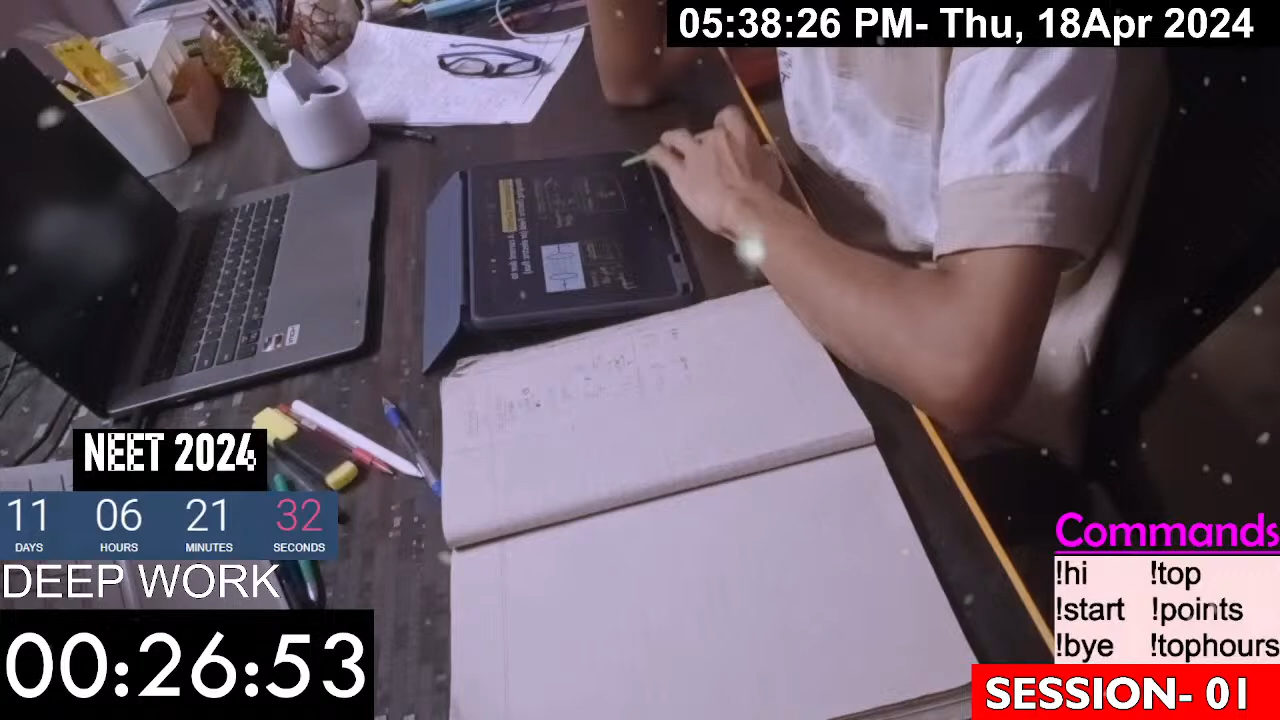 05:38:26 PM- Thu, 18Apr 2024
NEET 2024
11 06 21 32
DAYS HOURS MINUTES SECONDS
DEEP WORK
00:26:53
Commands
!hi !top
!start !points
!bye !tophours
SESSION- 01